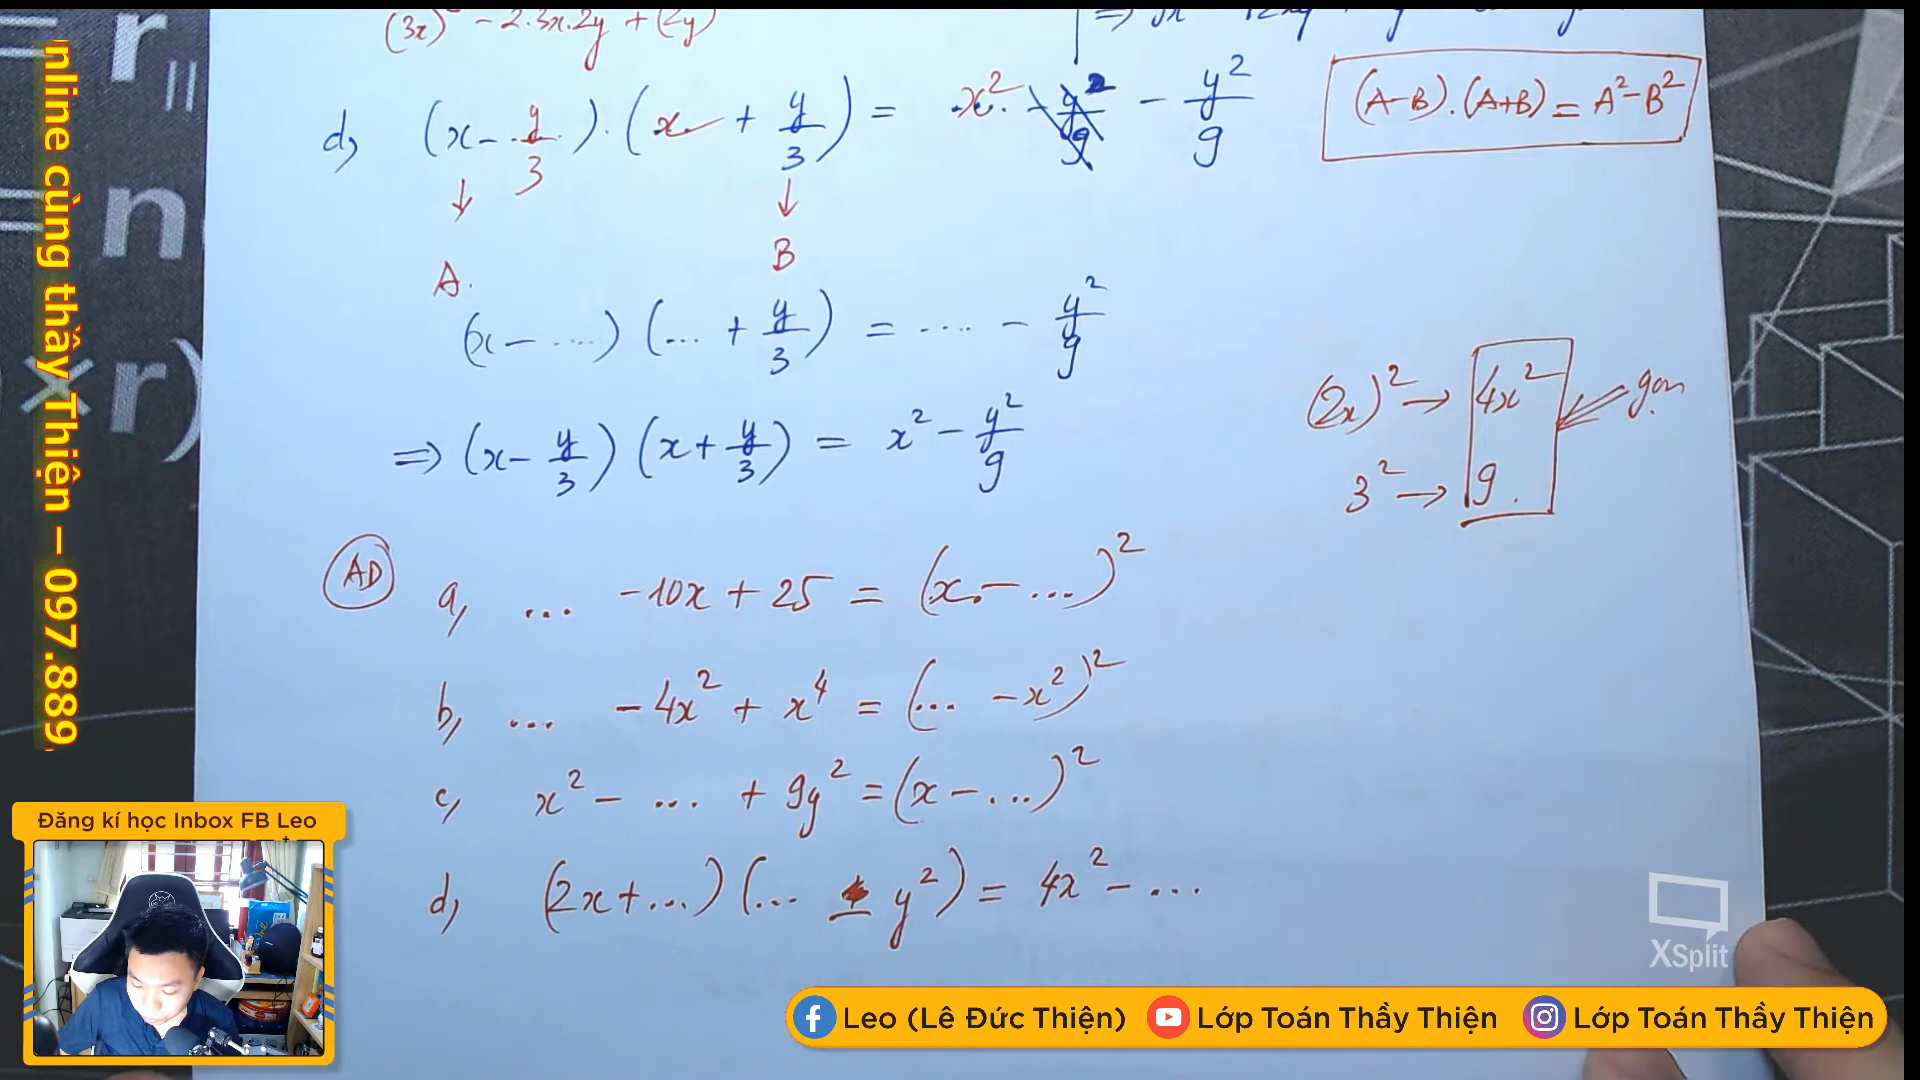 (3x)² - 2.3x.2y + (2y)
d, (x - y/3).(x + y/3) = x² - y²/9 - y²/9
(A-B).(A+B) = A²-B²
A.
B
(x - ....) (... + y/3) = .... - y²/9
⇒ (x - y/3) (x + y/3) = x² - y²/9
(2x)² → 4x²
3² → 9.
gọn
AD
a, ... -10x + 25 = (x - ...)²
b, ... - 4x² + x⁴ = (... - x²)²
c, x² - ... + 9y² = (x - ...)²
d, (2x + ...) (... - y²) = 4x² - ...
nline cùng thầy Thiện – 097.889.
= r||
= n
×r)
Đăng kí học Inbox FB Leo
XSplit
Leo (Lê Đức Thiện)
Lớp Toán Thầy Thiện
Lớp Toán Thầy Thiện